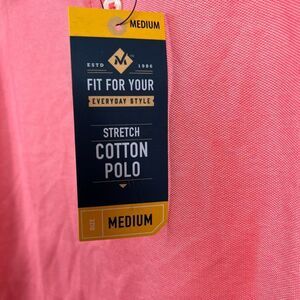 MEDIUM
M
ESTD 1986
FIT FOR YOUR
EVERYDAY STYLE
STRETCH
COTTON
POLO
SIZE MEDIUM